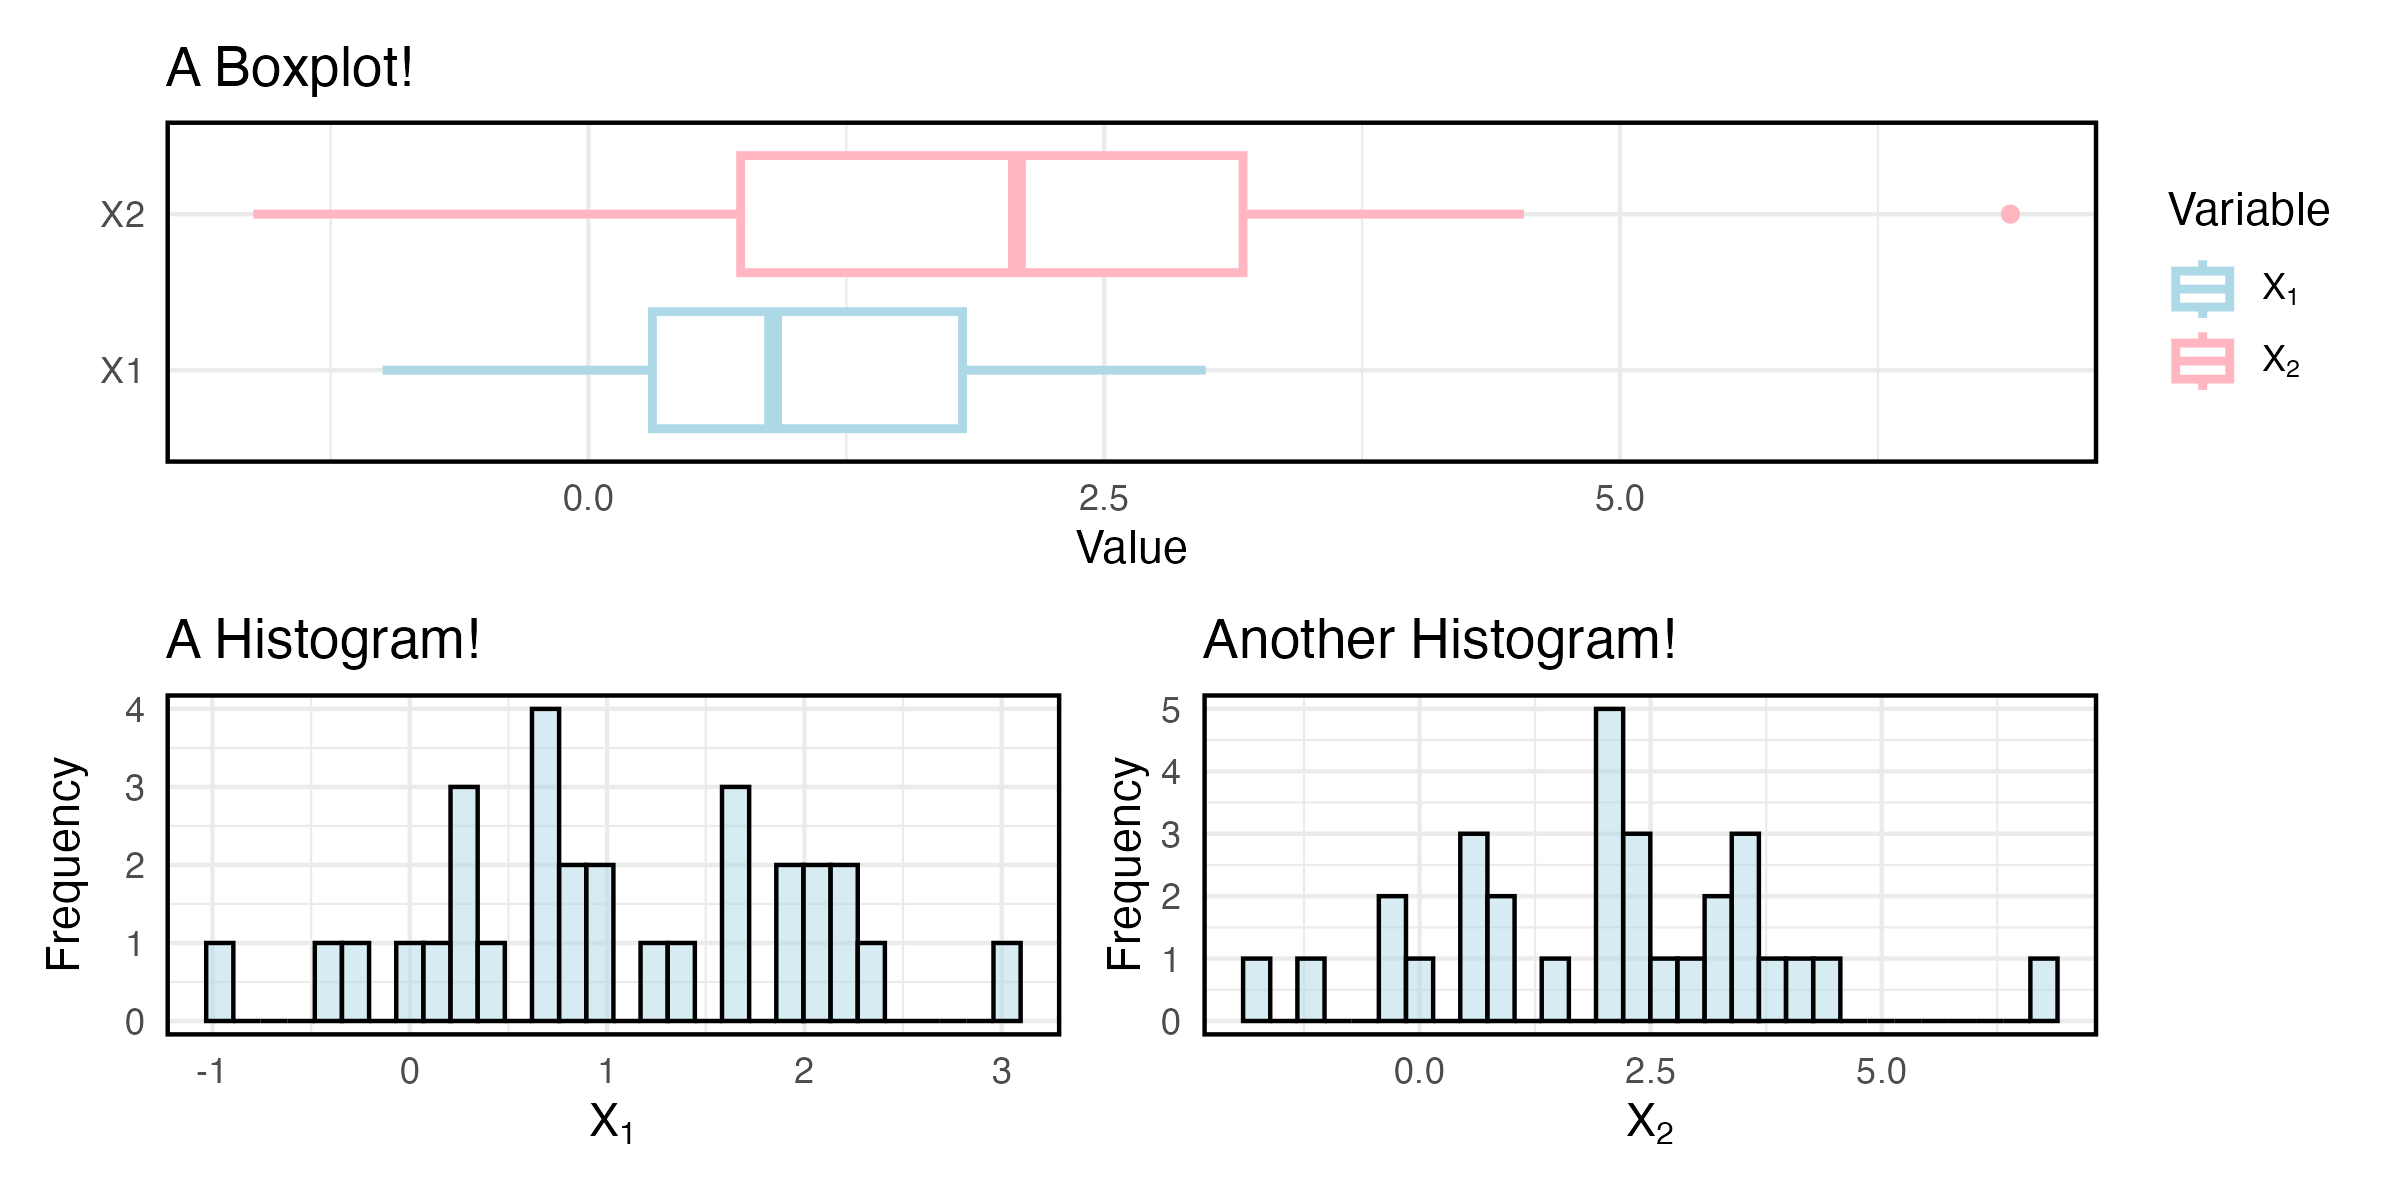 A Boxplot!
X2
X1
0.0 2.5 5.0
Value
Variable
X₁
X₂
A Histogram!
Frequency
4
3
2
1
0
-1 0 1 2 3
X₁
Another Histogram!
Frequency
5
4
3
2
1
0
0.0 2.5 5.0
X₂